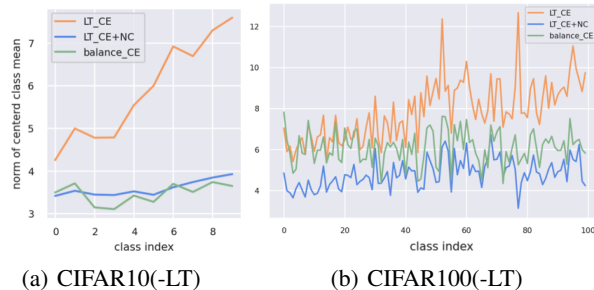 LT_CE
LT_CE+NC
balance_CE
norm of centerd class mean
7
6
5
4
3
0
2
4
6
8
class index
LT_CE
LT_CE+NC
balance_CE
12
10
8
6
4
0
20
40
60
80
100
class index
(a) CIFAR10(-LT)
(b) CIFAR100(-LT)